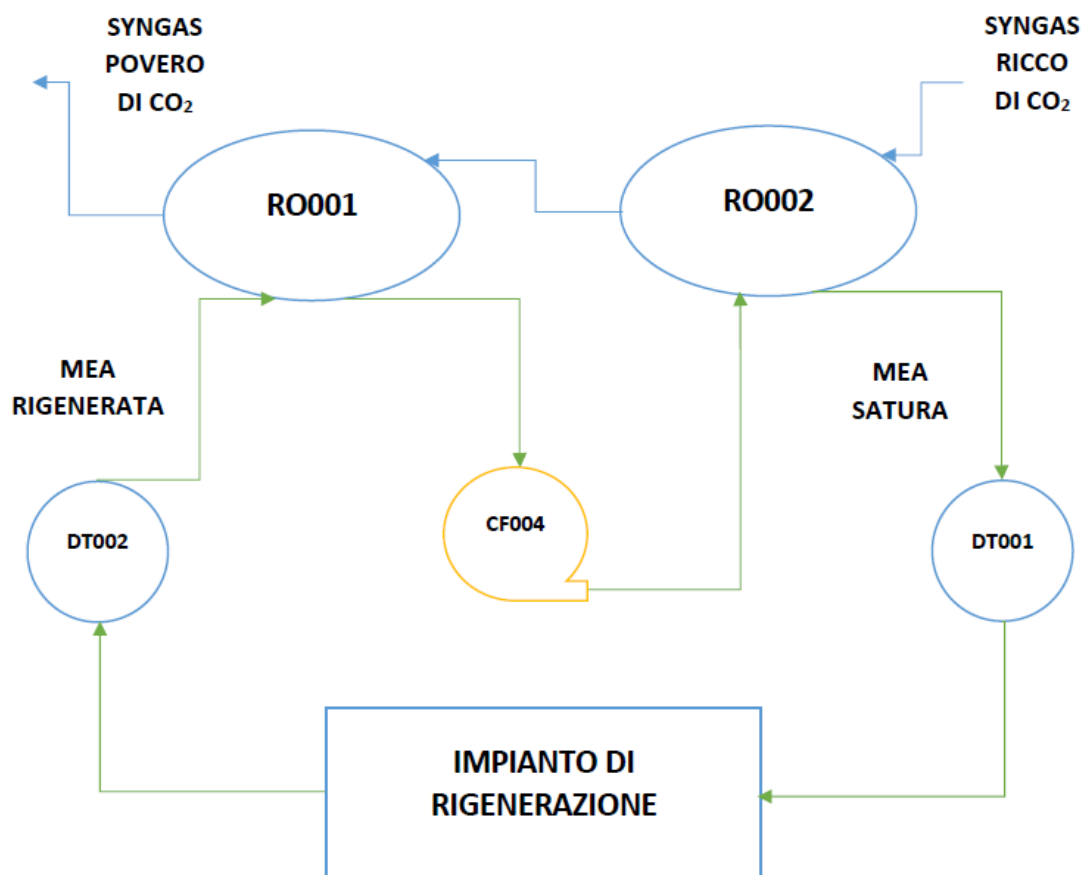 SYNGAS
POVERO
DI CO₂
SYNGAS
RICCO
DI CO₂
RO001
RO002
MEA
RIGENERATA
MEA
SATURA
DT002
CF004
DT001
IMPIANTO DI
RIGENERAZIONE